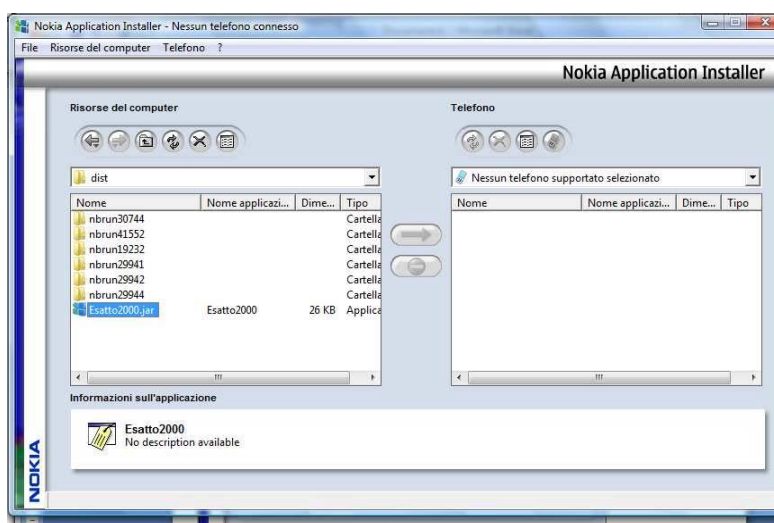 Nokia Application Installer - Nessun telefono connesso
File Risorse del computer Telefono ?
Nokia Application Installer
Risorse del computer
Telefono
dist
Nessun telefono supportato selezionato
Nome Nome applicazi... Dime... Tipo
Nome Nome applicazi... Dime... Tipo
nbrun30744 Cartella
nbrun41552 Cartella
nbrun19232 Cartella
nbrun29941 Cartella
nbrun29942 Cartella
nbrun29944 Cartella
Esatto2000.jar Esatto2000 26 KB Applica
Informazioni sull'applicazione
Esatto2000
No description available
NOKIA